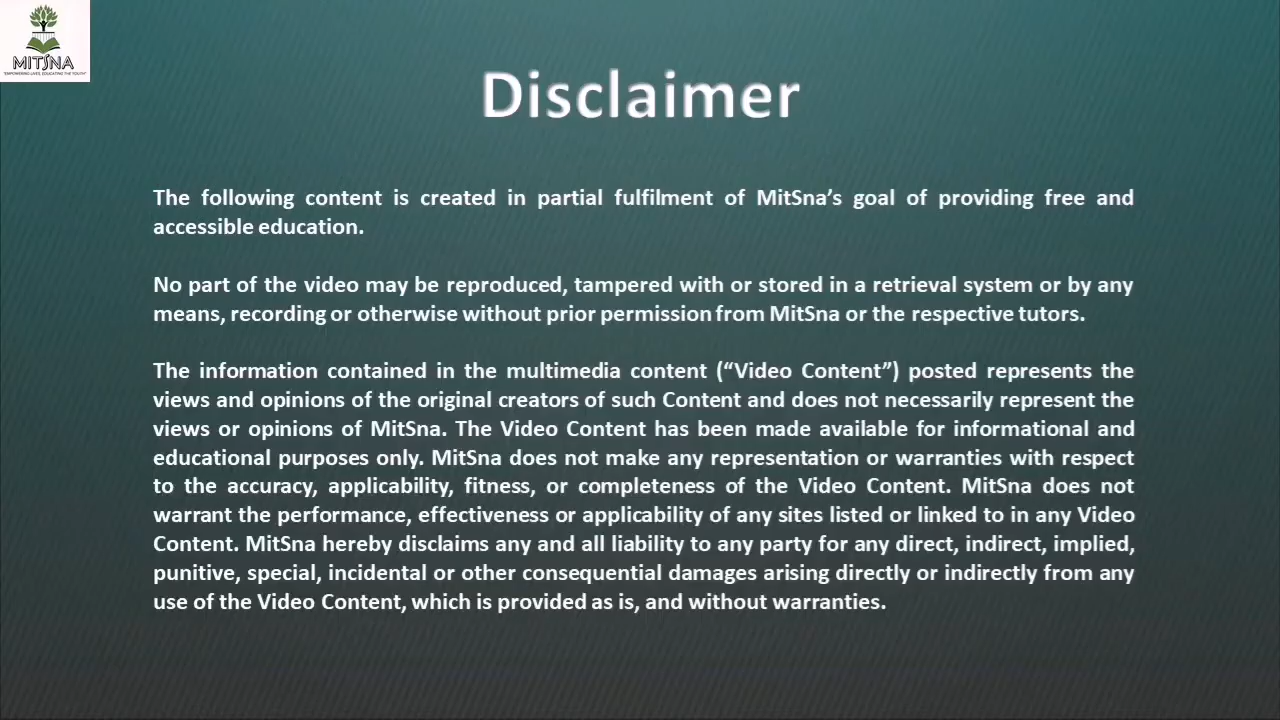 MITSNA
"EMPOWERING LIVES, EDUCATING THE YOUTH"
Disclaimer
The following content is created in partial fulfilment of MitSna’s goal of providing free and
accessible education.
No part of the video may be reproduced, tampered with or stored in a retrieval system or by any
means, recording or otherwise without prior permission from MitSna or the respective tutors.
The information contained in the multimedia content (“Video Content”) posted represents the
views and opinions of the original creators of such Content and does not necessarily represent the
views or opinions of MitSna. The Video Content has been made available for informational and
educational purposes only. MitSna does not make any representation or warranties with respect
to the accuracy, applicability, fitness, or completeness of the Video Content. MitSna does not
warrant the performance, effectiveness or applicability of any sites listed or linked to in any Video
Content. MitSna hereby disclaims any and all liability to any party for any direct, indirect, implied,
punitive, special, incidental or other consequential damages arising directly or indirectly from any
use of the Video Content, which is provided as is, and without warranties.